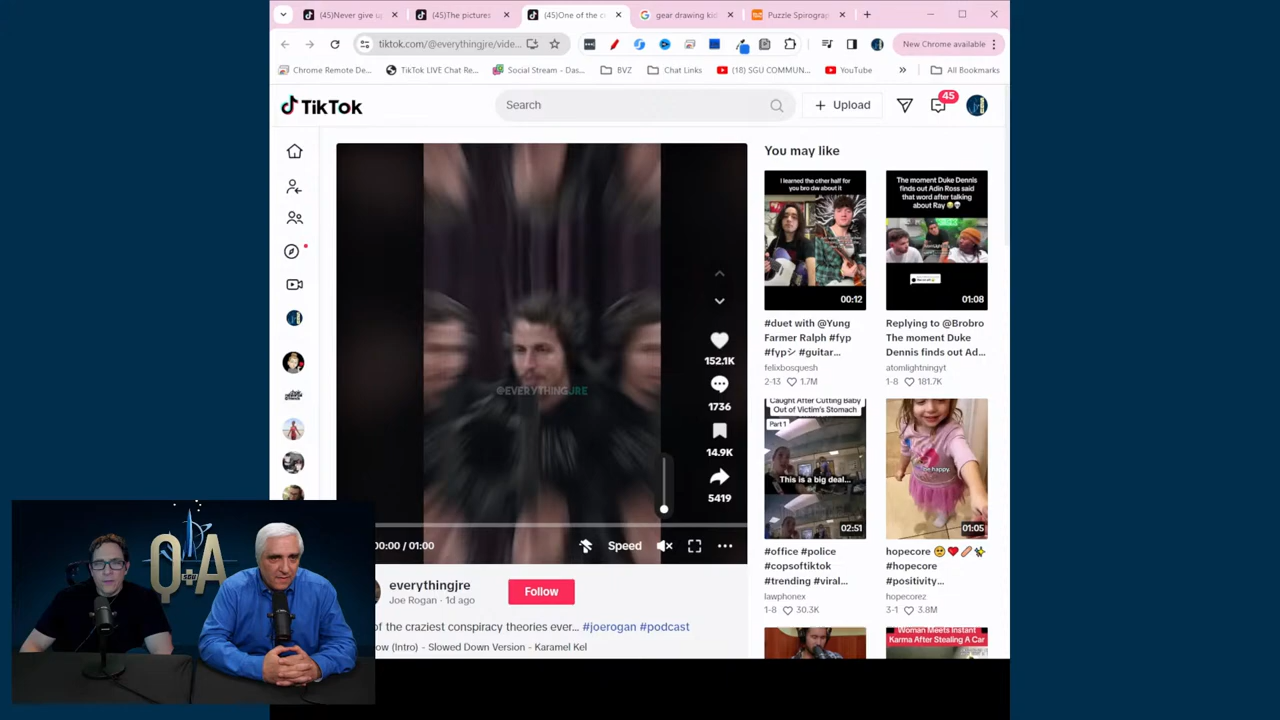 (45)Never give u
(45)The pictures
(45)One of the c
gear drawing ki
Puzzle Spirogra
tiktok.com/@everythingjre/vide...
New Chrome available
Chrome Remote De...
TikTok LIVE Chat Re...
Social Stream - Das...
BVZ
Chat Links
(18) SGU COMMUN...
YouTube
All Bookmarks
TikTok
Search
Upload
45
You may like
I learned the other half for
you bro dw about it
00:12
#duet with @Yung
Farmer Ralph #fyp
#fypシ #guitar...
felixbosquesh
2-13 1.7M
The moment Duke Dennis
finds out Adin Ross said
that word after talking
about Ray
01:08
Replying to @Brobro
The moment Duke
Dennis finds out Ad...
atomlightningyt
1-8 181.7K
@EVERYTHINGJRE
152.1K
1736
14.9K
5419
00:00 / 01:00
Speed
Caught After Cutting Baby
Out of Victim's Stomach
Part 1
This is a big deal...
02:51
#office #police
#copsoftiktok
#trending #viral...
lawphonex
1-8 30.3K
be happy.
01:05
hopecore
#hopecore
#positivity...
hopecorez
3-1 3.8M
everythingjre
Joe Rogan · 1d ago
Follow
of the craziest conspiracy theories ever... #joerogan #podcast
ow (Intro) - Slowed Down Version - Karamel Kel
Woman Meets Instant
Karma After Stealing A Car
Q&A
SGU